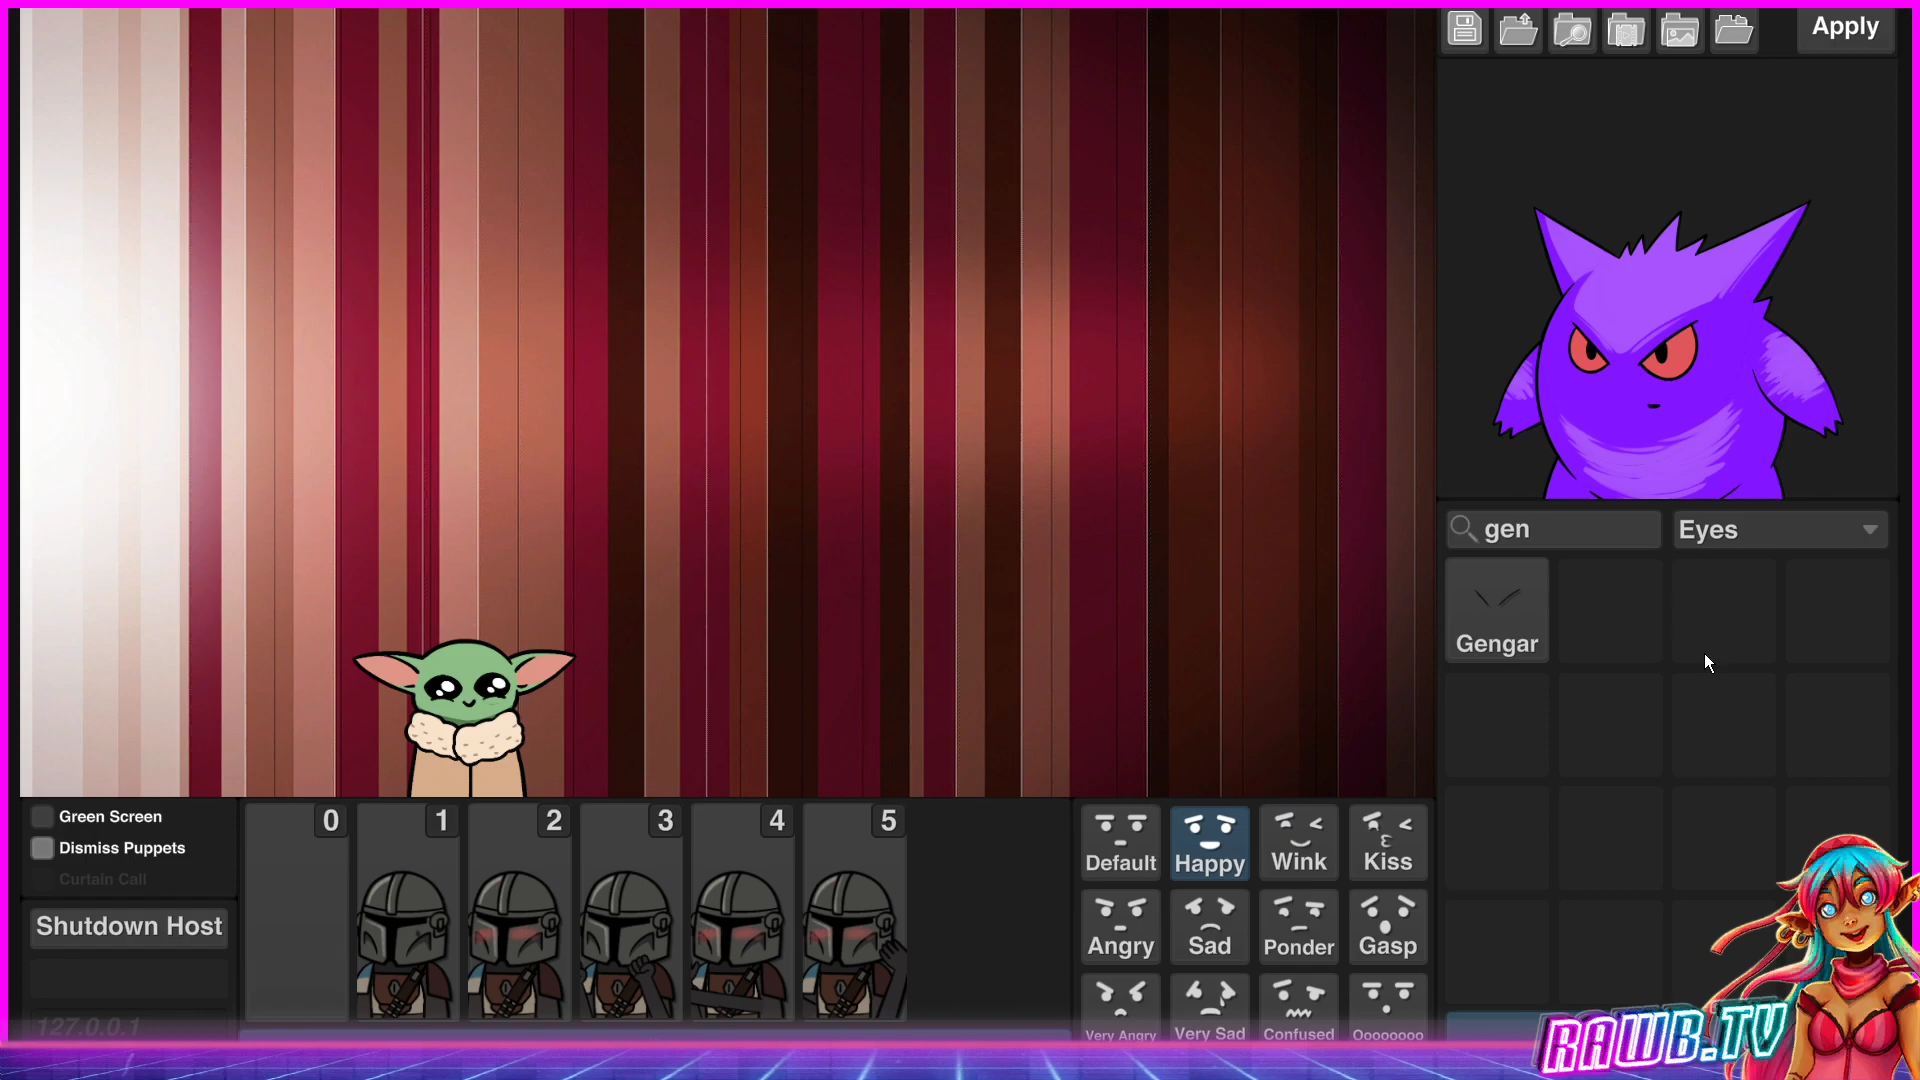 Apply
gen
Eyes
Gengar
Green Screen
Dismiss Puppets
Curtain Call
Shutdown Host
127.0.0.1
0
1
2
3
4
5
Default
Happy
Wink
Kiss
Angry
Sad
Ponder
Gasp
Very Angry
Very Sad
Confused
Oooooooo
RAWB.TV